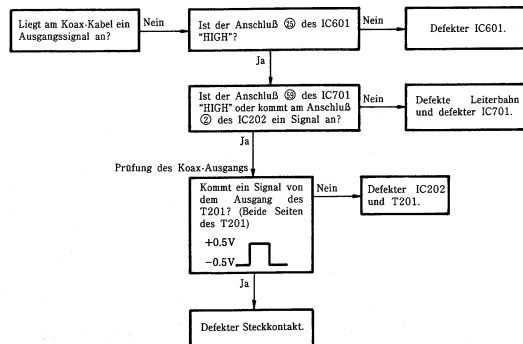 Liegt am Koax-Kabel ein
Ausgangssignal an?
Nein
Ist der Anschluß ㉕ des IC601
"HIGH"?
Nein
Defekter IC601.
Ja
Ist der Anschluß 59 des IC701
"HIGH" oder kommt am Anschluß
② des IC202 ein Signal an?
Nein
Defekte Leiterbahn
und defekter IC701.
Ja
Prüfung des Koax-Ausgangs
Kommt ein Signal von
dem Ausgang des
T201? (Beide Seiten
des T201)
+0.5V
−0.5V
Nein
Defekter IC202
und T201.
Ja
Defekter Steckkontakt.